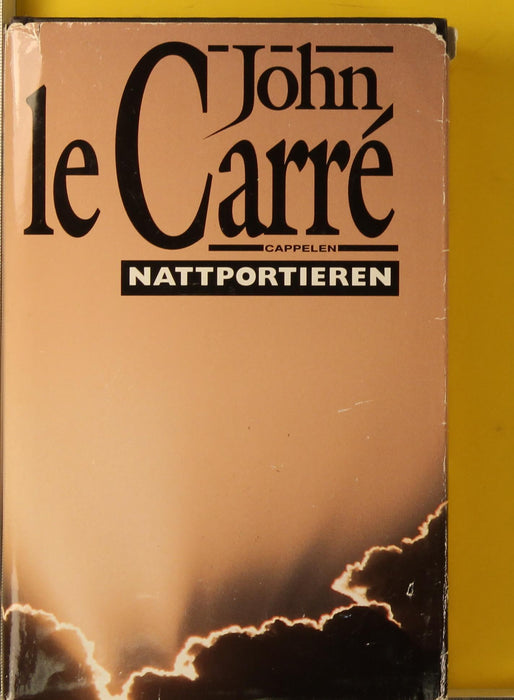 John
le Carré
CAPPELEN
NATTPORTIEREN